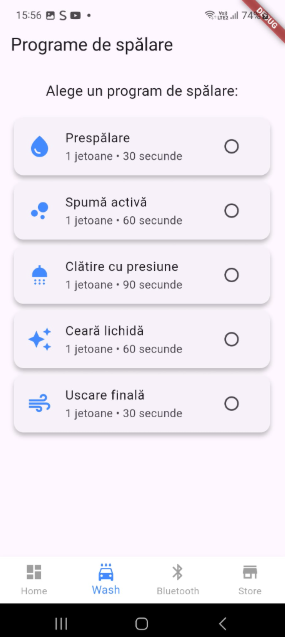 15:56 S
74%
DEBUG
Programe de spălare
Alege un program de spălare:
Prespălare
1 jetoane • 30 secunde
Spumă activă
1 jetoane • 60 secunde
Clătire cu presiune
1 jetoane • 90 secunde
Ceară lichidă
1 jetoane • 60 secunde
Uscare finală
1 jetoane • 30 secunde
Home Wash Bluetooth Store